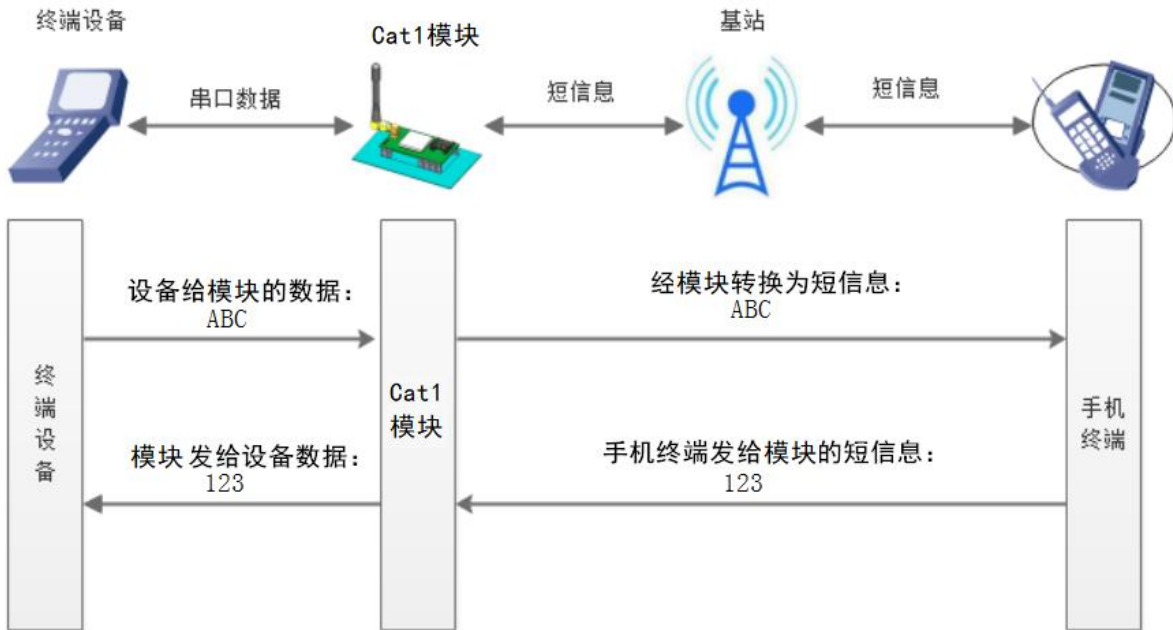 终端设备
Cat1模块
基站
串口数据
短信息
短信息
设备给模块的数据:
ABC
经模块转换为短信息:
ABC
终端设备
Cat1
模块
手机
终端
模块 发给设备数据:
123
手机终端发给模块的短信息:
123